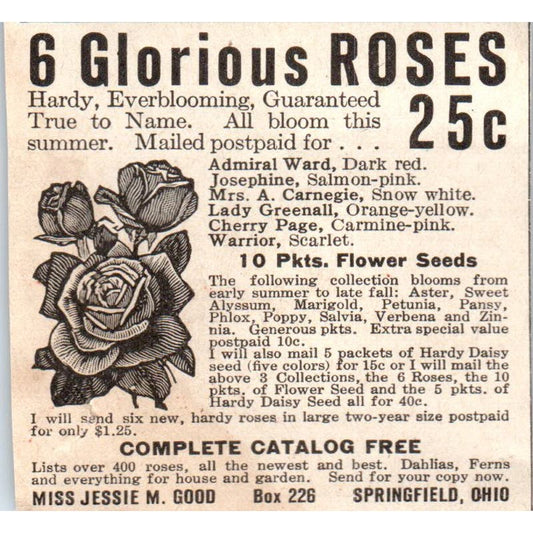 6 Glorious ROSES
Hardy, Everblooming, Guaranteed
True to Name. All bloom this
summer. Mailed postpaid for . . .
25c
Admiral Ward, Dark red.
Josephine, Salmon-pink.
Mrs. A. Carnegie, Snow white.
Lady Greenall, Orange-yellow.
Cherry Page, Carmine-pink.
Warrior, Scarlet.
10 Pkts. Flower Seeds
The following collection blooms from
early summer to late fall: Aster, Sweet
Alyssum, Marigold, Petunia, Pansy,
Phlox, Poppy, Salvia, Verbena and Zin-
nia. Generous pkts. Extra special value
postpaid 10c.
I will also mail 5 packets of Hardy Daisy
seed (five colors) for 15c or I will mail the
above 3 Collections, the 6 Roses, the 10
pkts. of Flower Seed and the 5 pkts. of
Hardy Daisy Seed all for 40c.
I will send six new, hardy roses in large two-year size postpaid
for only $1.25.
COMPLETE CATALOG FREE
Lists over 400 roses, all the newest and best. Dahlias, Ferns
and everything for house and garden. Send for your copy now.
MISS JESSIE M. GOOD Box 226 SPRINGFIELD, OHIO